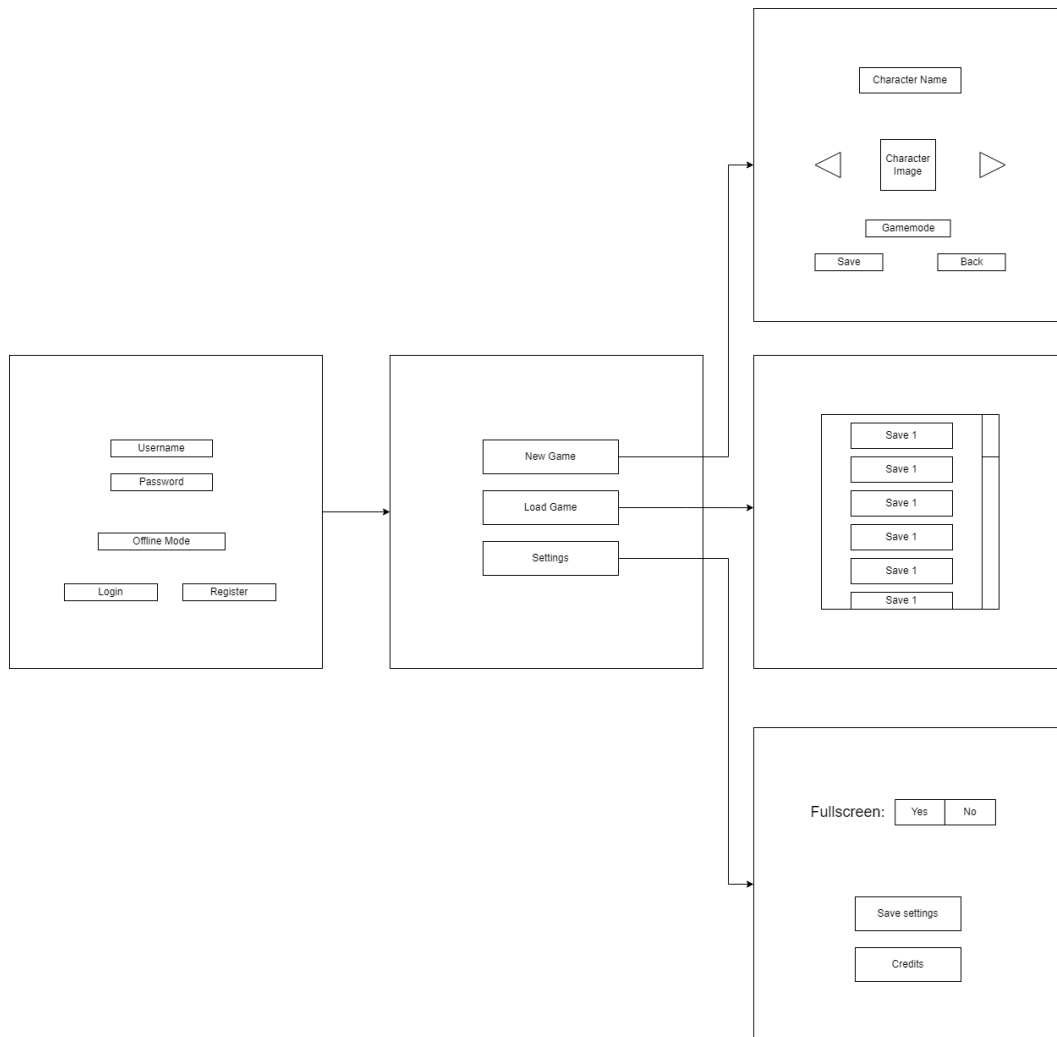 Character Name
Character
Image
Gamemode
Save
Back
Username
Password
Offline Mode
Login
Register
New Game
Load Game
Settings
Save 1
Save 1
Save 1
Save 1
Save 1
Save 1
Fullscreen:
Yes
No
Save settings
Credits